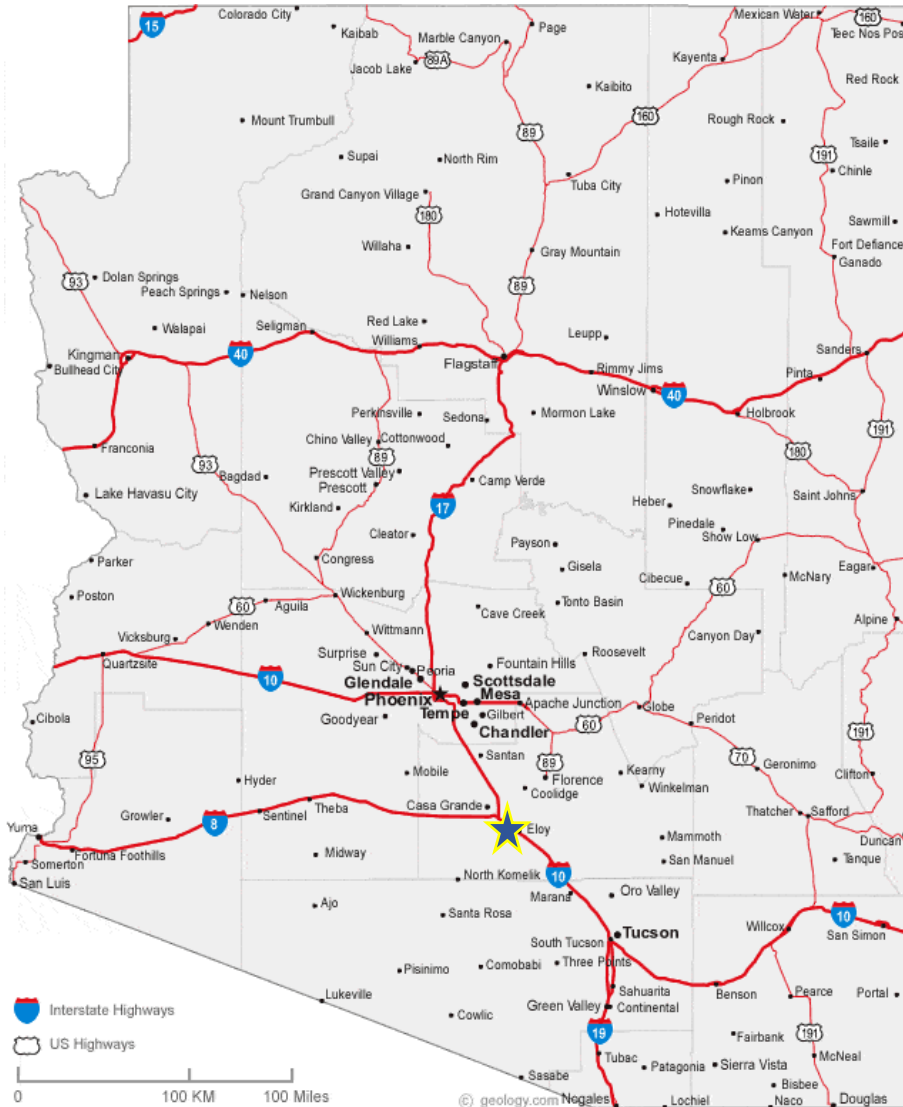 Colorado City
Mexican Water
160
15
Kaibab
Marble Canyon
Page
Teec Nos Pos
89A
Jacob Lake
Kayenta
Red Rock
Kaibito
160
Mount Trumbull
89
Rough Rock
Tsaile
191
Supai
North Rim
Chinle
Tuba City
Pinon
Grand Canyon Village
180
Hotevilla
Sawmill
Keams Canyon
Willaha
Gray Mountain
Fort Defiance
Ganado
93
Dolan Springs
89
Peach Springs
Nelson
Red Lake
Walapai
Seligman
Leupp
Williams
Kingman
40
Sanders
Bullhead City
Flagstaff
Rimmy Jims
Pinta
Winslow
40
Perkinsville
Sedona
Mormon Lake
Holbrook
191
Chino Valley
Cottonwood
Franconia
180
93
89
Bagdad
Prescott Valley
Prescott
Camp Verde
Lake Havasu City
Snowflake
Saint Johns
Kirkland
17
Heber
Pinedale
Cleator
Show Low
Payson
Congress
Parker
Gisela
Eagar
Cibecue
McNary
60
Poston
Wickenburg
60
Aguila
Cave Creek
Tonto Basin
Wenden
Wittmann
Alpine
Vicksburg
Canyon Day
Surprise
Roosevelt
Quartzsite
Sun City
Peoria
Fountain Hills
10
Glendale
Scottsdale
Phoenix
Mesa
Apache Junction
Tempe
Gilbert
Globe
Cibola
Goodyear
Chandler
60
Peridot
191
95
Santan
70
89
Geronimo
Hyder
Mobile
Florence
Kearny
Clifton
Coolidge
Winkelman
Casa Grande
Growler
Sentinel
Theba
Thatcher
Safford
8
Yuma
Eloy
Mammoth
Duncan
Fortuna Foothills
Midway
Somerton
San Manuel
Tanque
San Luis
North Komelik
10
Marana
Oro Valley
Ajo
Santa Rosa
10
Willcox
San Simon
Tucson
South Tucson
Pisinimo
Comobabi
Three Points
Sahuarita
Benson
Pearce
Portal
Lukeville
Green Valley
Continental
Interstate Highways
Cowlic
19
Fairbank
191
US Highways
Tubac
McNeal
Patagonia
Sierra Vista
Sasabe
Bisbee
0
100 KM
100 Miles
© geology.com
Nogales
Lochiel
Naco
Douglas